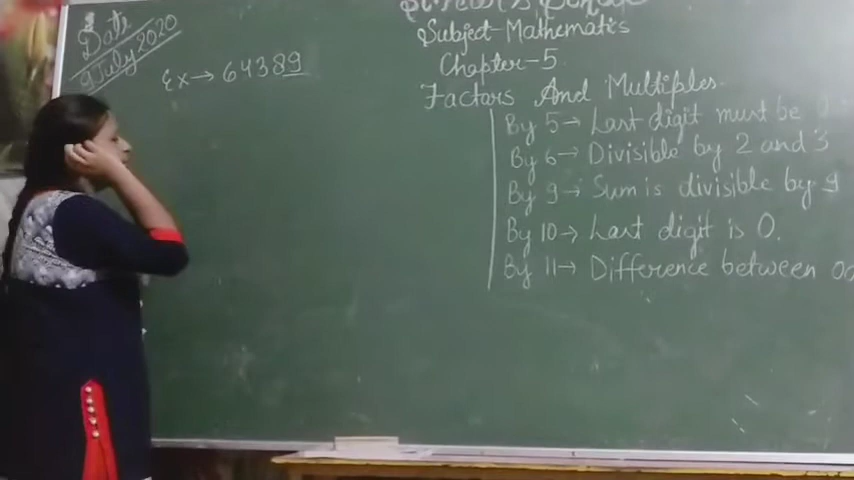 Date
9 July 2020
Ex → 64389
Subject - Mathematics
Chapter - 5
Factors And Multiples
By 5 → Last digit must be
By 6 → Divisible by 2 and 3
By 9 → Sum is divisible by 9
By 10 → Last digit is 0.
By 11 → Difference between